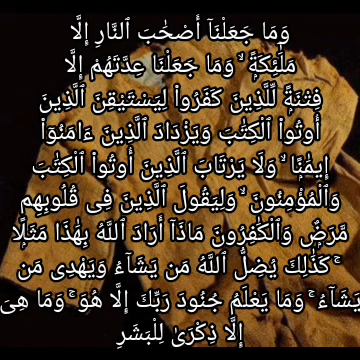 وَمَا جَعَلْنَآ أَصْحَٰبَ ٱلنَّارِ إِلَّا
مَلَٰٓئِكَةًۭ ۙ وَمَا جَعَلْنَا عِدَّتَهُمْ إِلَّا
فِتْنَةًۭ لِّلَّذِينَ كَفَرُوا۟ لِيَسْتَيْقِنَ ٱلَّذِينَ
أُوتُوا۟ ٱلْكِتَٰبَ وَيَزْدَادَ ٱلَّذِينَ ءَامَنُوٓا۟
إِيمَٰنًۭا ۙ وَلَا يَرْتَابَ ٱلَّذِينَ أُوتُوا۟ ٱلْكِتَٰبَ
وَٱلْمُؤْمِنُونَ ۙ وَلِيَقُولَ ٱلَّذِينَ فِى قُلُوبِهِم
مَّرَضٌۭ وَٱلْكَٰفِرُونَ مَاذَآ أَرَادَ ٱللَّهُ بِهَٰذَا مَثَلًۭا
ۚ كَذَٰلِكَ يُضِلُّ ٱللَّهُ مَن يَشَآءُ وَيَهْدِى مَن
يَشَآءُ ۚ وَمَا يَعْلَمُ جُنُودَ رَبِّكَ إِلَّا هُوَ ۚ وَمَا هِىَ
إِلَّا ذِكْرَىٰ لِلْبَشَرِ